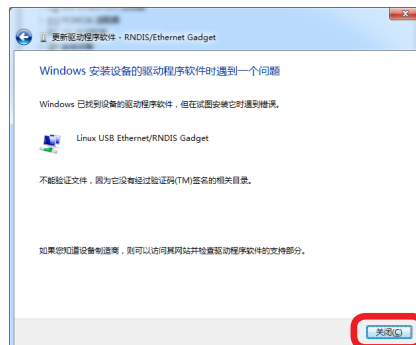 更新驱动程序软件 - RNDIS/Ethernet Gadget
Windows 安装设备的驱动程序软件时遇到一个问题
Windows 已找到设备的驱动程序软件，但在试图安装它时遇到错误。
Linux USB Ethernet/RNDIS Gadget
不能验证文件，因为它没有经过验证码(TM)签名的相关目录。
如果您知道设备制造商，则可以访问其网站并检查驱动程序软件的支持部分。
关闭(C)